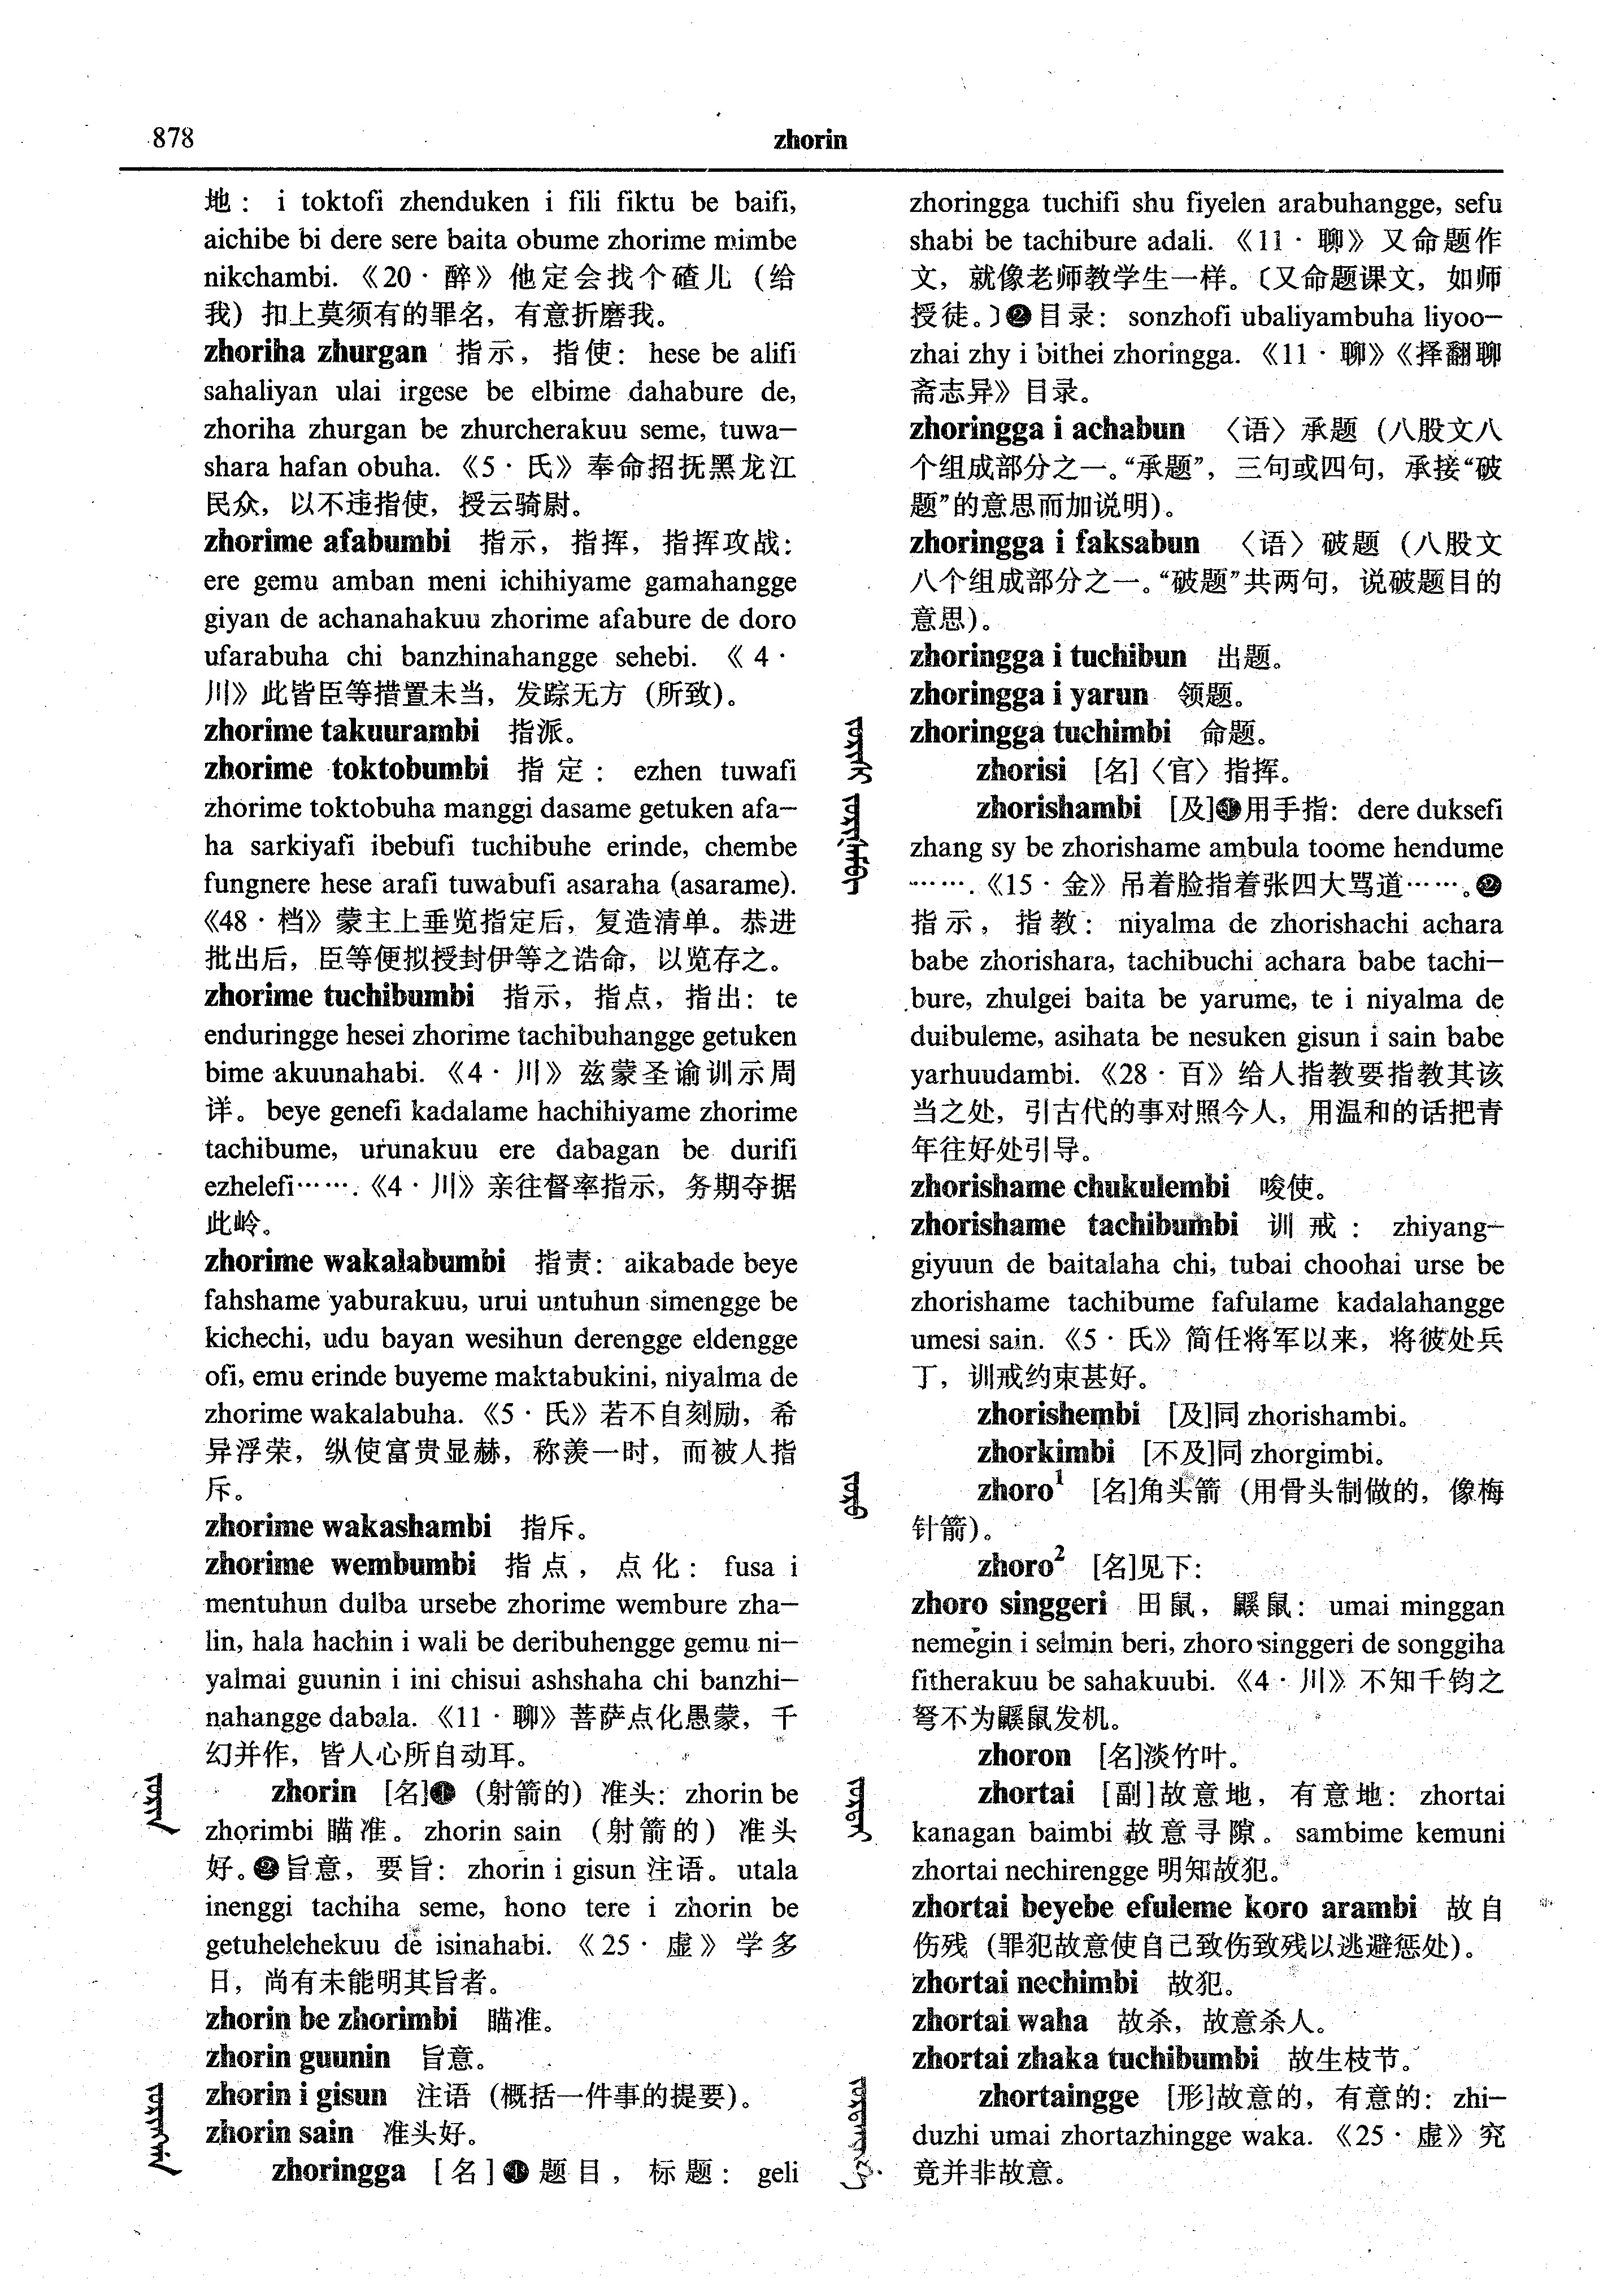 878
zhorin
地： i toktofi zhenduken i fili fiktu be baifi,
aichibe bi dere sere baita obume zhorime mimbe
nikchambi. 《20 · 醉》他定会找个碴儿（给
我）扣上莫须有的罪名，有意折磨我。
zhoriha zhurgan 指示，指使： hese be alifi
sahaliyan ulai irgese be elbime dahabure de,
zhoriha zhurgan be zhurcherakuu seme, tuwa—
shara hafan obuha. 《5 · 氏》奉命招抚黑龙江
民众，以不违指使，授云骑尉。
zhorime afabumbi 指示，指挥，指挥攻战：
ere gemu amban meni ichihiyame gamahangge
giyan de achanahakuu zhorime afabure de doro
ufarabuha chi banzhinahangge sehebi. 《 4 ·
川》此皆臣等措置未当，发踪无方（所致）。
zhorime takuurambi 指派。
zhorime toktobumbi 指定： ezhen tuwafi
zhorime toktobuha manggi dasame getuken afa—
ha sarkiyafi ibebufi tuchibuhe erinde, chembe
fungnere hese arafi tuwabufi asaraha (asarame).
《48 · 档》蒙主上垂览指定后，复造清单。恭进
批出后，臣等便拟授封伊等之诰命，以览存之。
zhorime tuchibumbi 指示，指点，指出： te
enduringge hesei zhorime tachibuhangge getuken
bime akuunahabi. 《4 · 川》兹蒙圣谕训示周
详。 beye genefi kadalame hachihiyame zhorime
tachibume, urunakuu ere dabagan be durifi
ezhelefi……. 《4 · 川》亲往督率指示，务期夺据
此岭。
zhorime wakalabumbi 指责： aikabade beye
fahshame yaburakuu, urui untuhun simengge be
kichechi, udu bayan wesihun derengge eldengge
ofi, emu erinde buyeme maktabukini, niyalma de
zhorime wakalabuha. 《5 · 氏》若不自刻励，希
异浮荣，纵使富贵显赫，称羡一时，而被人指
斥。
zhorime wakashambi 指斥。
zhorime wembumbi 指点，点化： fusa i
mentuhun dulba ursebe zhorime wembure zha—
lin, hala hachin i wali be deribuhengge gemu ni—
yalmai guunin i ini chisui ashshaha chi banzhi—
nahangge dabala. 《11 · 聊》菩萨点化愚蒙，千
幻并作，皆人心所自动耳。
zhorin [名]❶（射箭的）准头： zhorin be
zhorimbi 瞄准。 zhorin sain （射箭的）准头
好。❷旨意，要旨： zhorin i gisun 注语。 utala
inenggi tachiha seme, hono tere i zhorin be
getuhelehekuu de isinahabi. 《25 · 虚》学多
日，尚有未能明其旨者。
zhorin be zhorimbi 瞄准。
zhorin guunin 旨意。
zhorin i gisun 注语（概括一件事的提要）。
zhorin sain 准头好。
zhoringga [名]❶题目，标题： geli
zhoringga tuchifi shu fiyelen arabuhangge, sefu
shabi be tachibure adali. 《11 · 聊》又命题作
文，就像老师教学生一样。〔又命题课文，如师
授徒。〕❷目录： sonzhofi ubaliyambuha liyoo—
zhai zhy i bithei zhoringga. 《11 · 聊》《择翻聊
斋志异》目录。
zhoringga i achabun 〈语〉承题（八股文八
个组成部分之一。“承题”，三句或四句，承接“破
题”的意思而加说明）。
zhoringga i faksabun 〈语〉破题（八股文
八个组成部分之一。“破题”共两句，说破题目的
意思）。
zhoringga i tuchibun 出题。
zhoringga i yarun 领题。
zhoringga tuchimbi 命题。
zhorisi [名]〈官〉指挥。
zhorishambi [及]❶用手指： dere duksefi
zhang sy be zhorishame ambula toome hendume
……. 《15 · 金》吊着脸指着张四大骂道……。❷
指示，指教： niyalma de zhorishachi achara
babe zhorishara, tachibuchi achara babe tachi—
bure, zhulgei baita be yarume, te i niyalma de
duibuleme, asihata be nesuken gisun i sain babe
yarhuudambi. 《28 · 百》给人指教要指教其该
当之处，引古代的事对照今人，用温和的话把青
年往好处引导。
zhorishame chukulembi 唆使。
zhorishame tachibumbi 训戒： zhiyang—
giyuun de baitalaha chi, tubai choohai urse be
zhorishame tachibume fafulame kadalahangge
umesi sain. 《5 · 氏》简任将军以来，将彼处兵
丁，训戒约束甚好。
zhorishembi [及]同 zhorishambi。
zhorkimbi [不及]同 zhorgimbi。
zhoro¹ [名]角头箭（用骨头制做的，像梅
针箭）。
zhoro² [名]见下：
zhoro singgeri 田鼠，鼷鼠： umai minggan
nemegin i selmin beri, zhoro singgeri de songgiha
fitherakuu be sahakuubi. 《4 · 川》不知千钧之
弩不为鼷鼠发机。
zhoron [名]淡竹叶。
zhortai [副]故意地，有意地： zhortai
kanagan baimbi 故意寻隙。 sambime kemuni
zhortai nechirengge 明知故犯。
zhortai beyebe efuleme koro arambi 故自
伤残（罪犯故意使自己致伤致残以逃避惩处）。
zhortai nechimbi 故犯。
zhortai waha 故杀，故意杀人。
zhortai zhaka tuchibumbi 故生枝节。
zhortaingge [形]故意的，有意的： zhi—
duzhi umai zhortazhingge waka. 《25 · 虚》究
竟并非故意。